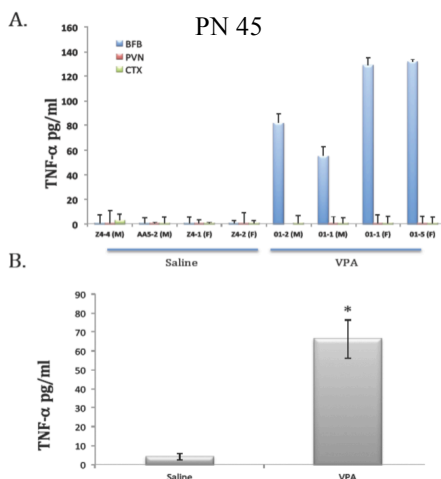 A.
PN 45
BFB
PVN
CTX
TNF-α pg/ml
160
140
120
100
80
60
40
20
0
Z4-4 (M) AA5-2 (M) Z4-1 (F) Z4-2 (F) 01-2 (M) 01-1 (M) 01-1 (F) 01-5 (F)
Saline VPA
B.
TNF-α pg/ml
90
80
70
60
50
40
30
20
10
0
*
Saline VPA